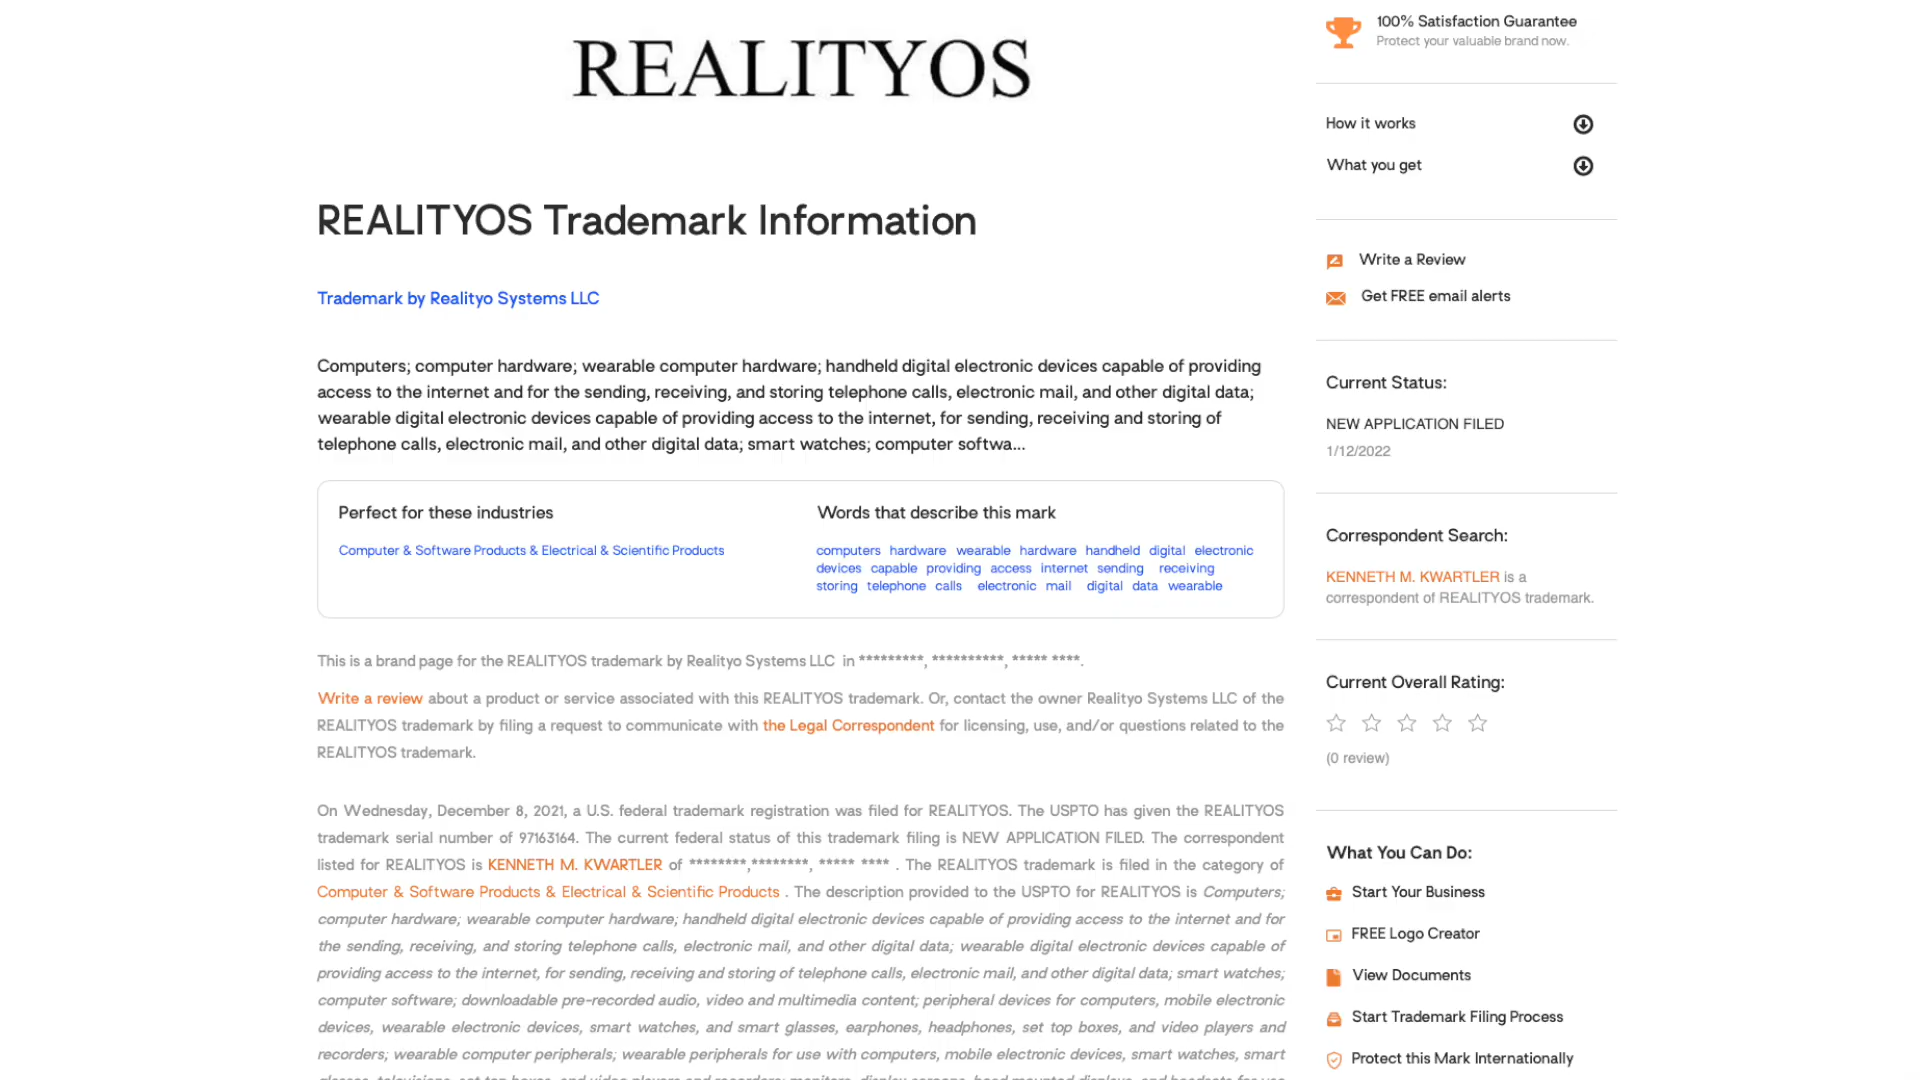 REALITYOS
REALITYOS Trademark Information
Trademark by Realityo Systems LLC
Computers; computer hardware; wearable computer hardware; handheld digital electronic devices capable of providing
access to the internet and for the sending, receiving, and storing telephone calls, electronic mail, and other digital data;
wearable digital electronic devices capable of providing access to the internet, for sending, receiving and storing of
telephone calls, electronic mail, and other digital data; smart watches; computer softwa...
Perfect for these industries
Computer & Software Products & Electrical & Scientific Products
Words that describe this mark
computers hardware wearable hardware handheld digital electronic
devices capable providing access internet sending receiving
storing telephone calls electronic mail digital data wearable
This is a brand page for the REALITYOS trademark by Realityo Systems LLC in *********, **********, ***** ****.
Write a review about a product or service associated with this REALITYOS trademark. Or, contact the owner Realityo Systems LLC of the
REALITYOS trademark by filing a request to communicate with the Legal Correspondent for licensing, use, and/or questions related to the
REALITYOS trademark.
On Wednesday, December 8, 2021, a U.S. federal trademark registration was filed for REALITYOS. The USPTO has given the REALITYOS
trademark serial number of 97163164. The current federal status of this trademark filing is NEW APPLICATION FILED. The correspondent
listed for REALITYOS is KENNETH M. KWARTLER of ********,********, ***** **** . The REALITYOS trademark is filed in the category of
Computer & Software Products & Electrical & Scientific Products . The description provided to the USPTO for REALITYOS is Computers;
computer hardware; wearable computer hardware; handheld digital electronic devices capable of providing access to the internet and for
the sending, receiving, and storing telephone calls, electronic mail, and other digital data; wearable digital electronic devices capable of
providing access to the internet, for sending, receiving and storing of telephone calls, electronic mail, and other digital data; smart watches;
computer software; downloadable pre-recorded audio, video and multimedia content; peripheral devices for computers, mobile electronic
devices, wearable electronic devices, smart watches, and smart glasses, earphones, headphones, set top boxes, and video players and
recorders; wearable computer peripherals; wearable peripherals for use with computers, mobile electronic devices, smart watches, smart
100% Satisfaction Guarantee
Protect your valuable brand now.
How it works
What you get
Write a Review
Get FREE email alerts
Current Status:
NEW APPLICATION FILED
1/12/2022
Correspondent Search:
KENNETH M. KWARTLER is a
correspondent of REALITYOS trademark.
Current Overall Rating:
(0 review)
What You Can Do:
Start Your Business
FREE Logo Creator
View Documents
Start Trademark Filing Process
Protect this Mark Internationally